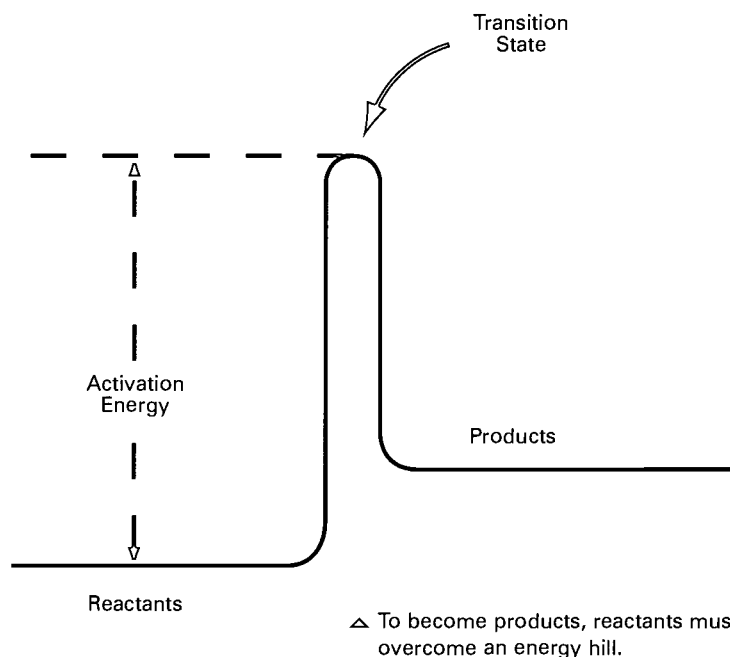 Transition
State
Activation
Energy
Products
Reactants
△ To become products, reactants mus
overcome an energy hill.